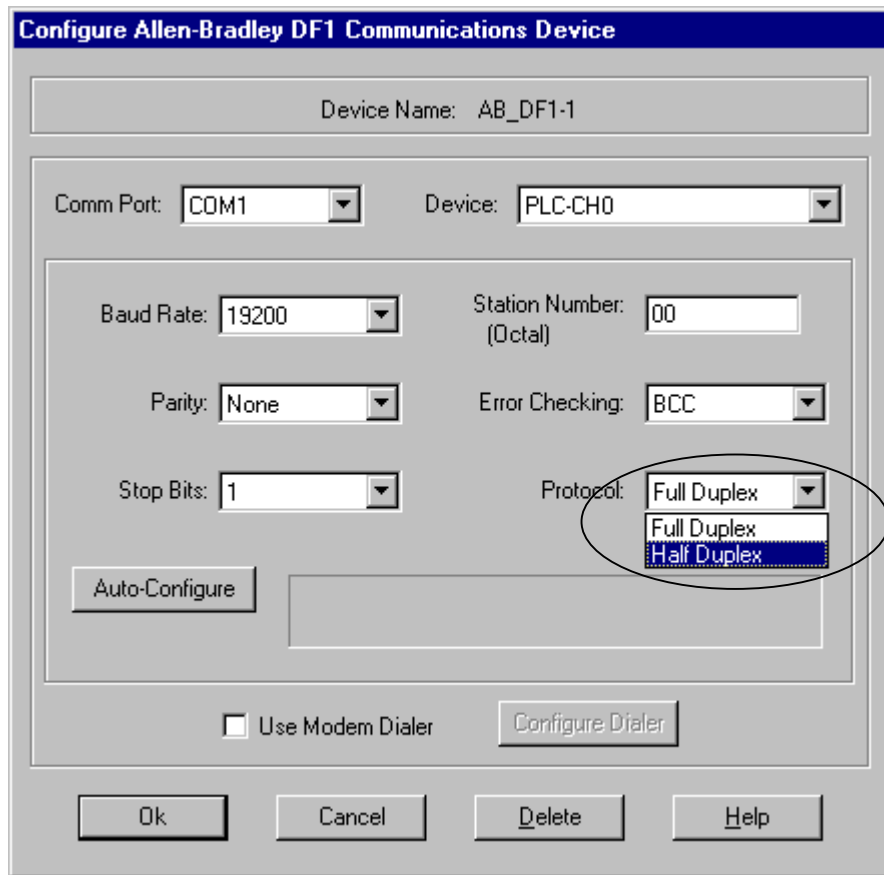 Configure Allen-Bradley DF1 Communications Device
Device Name: AB_DF1-1
Comm Port: COM1 Device: PLC-CH0
Baud Rate: 19200 Station Number: 00
(Octal)
Parity: None Error Checking: BCC
Stop Bits: 1 Protocol: Full Duplex
Full Duplex
Half Duplex
Auto-Configure
Use Modem Dialer Configure Dialer
Ok Cancel Delete Help